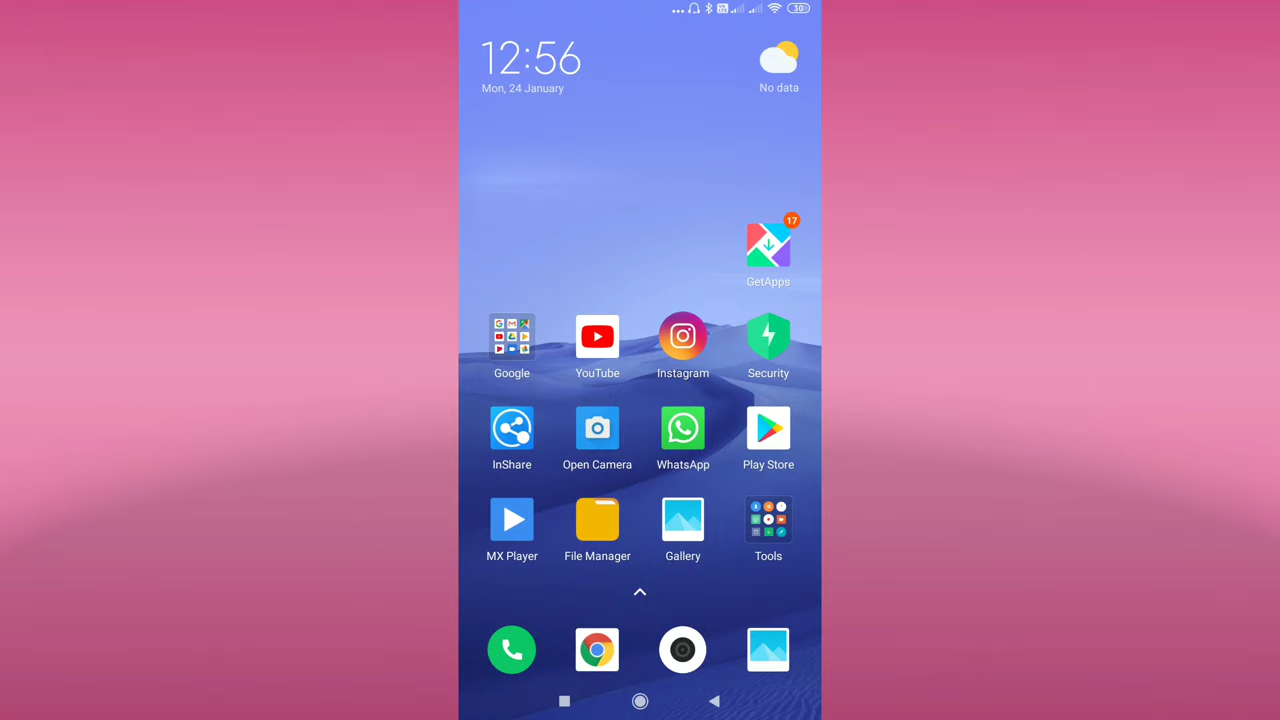 30
12:56
Mon, 24 January
No data
17
GetApps
Google
YouTube
Instagram
Security
InShare
Open Camera
WhatsApp
Play Store
MX Player
File Manager
Gallery
Tools